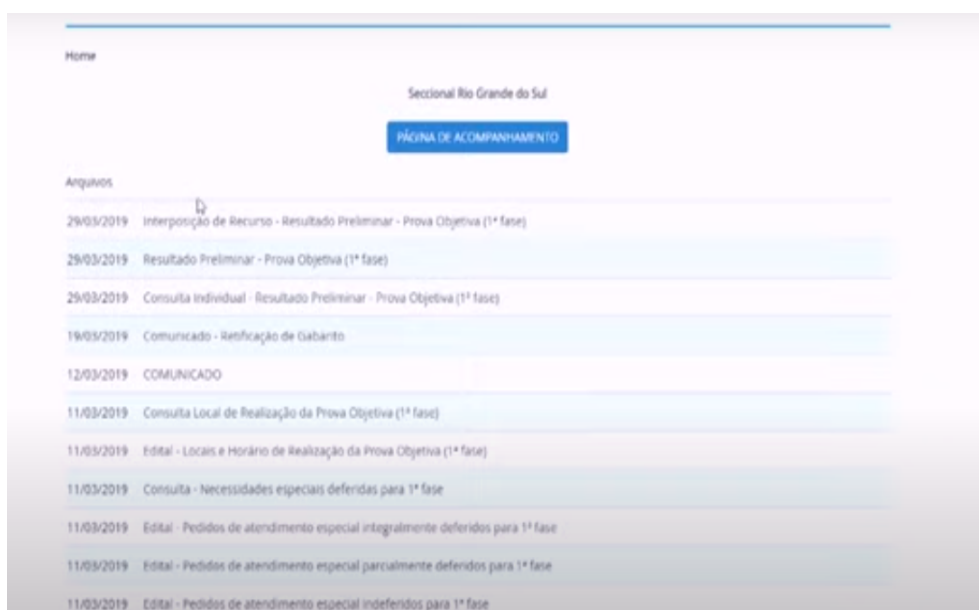 Home
Seccional Rio Grande do Sul
PÁGINA DE ACOMPANHAMENTO
Arquivos
29/03/2019 Interposição de Recurso - Resultado Preliminar - Prova Objetiva (1ª fase)
29/03/2019 Resultado Preliminar - Prova Objetiva (1ª fase)
29/03/2019 Consulta Individual - Resultado Preliminar - Prova Objetiva (1ª fase)
19/03/2019 Comunicado - Retificação de Gabarito
12/03/2019 COMUNICADO
11/03/2019 Consulta Local de Realização da Prova Objetiva (1ª fase)
11/03/2019 Edital - Locais e Horário de Realização da Prova Objetiva (1ª fase)
11/03/2019 Consulta - Necessidades especiais deferidas para 1ª fase
11/03/2019 Edital - Pedidos de atendimento especial integralmente deferidos para 1ª fase
11/03/2019 Edital - Pedidos de atendimento especial parcialmente deferidos para 1ª fase
11/03/2019 Edital - Pedidos de atendimento especial indeferidos para 1ª fase